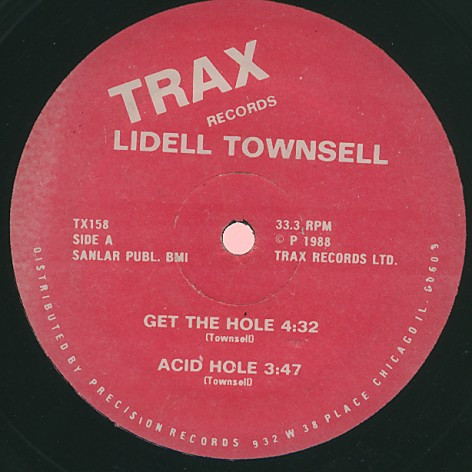 TRAX
RECORDS
LIDELL TOWNSELL
TX158
SIDE A
SANLAR PUBL. BMI
33.3 RPM
© P 1988
TRAX RECORDS LTD.
GET THE HOLE 4:32
(Townsell)
ACID HOLE 3:47
(Townsell)
DISTRIBUTED BY PRECISION RECORDS 932 W 38 PLACE CHICAGO IL.